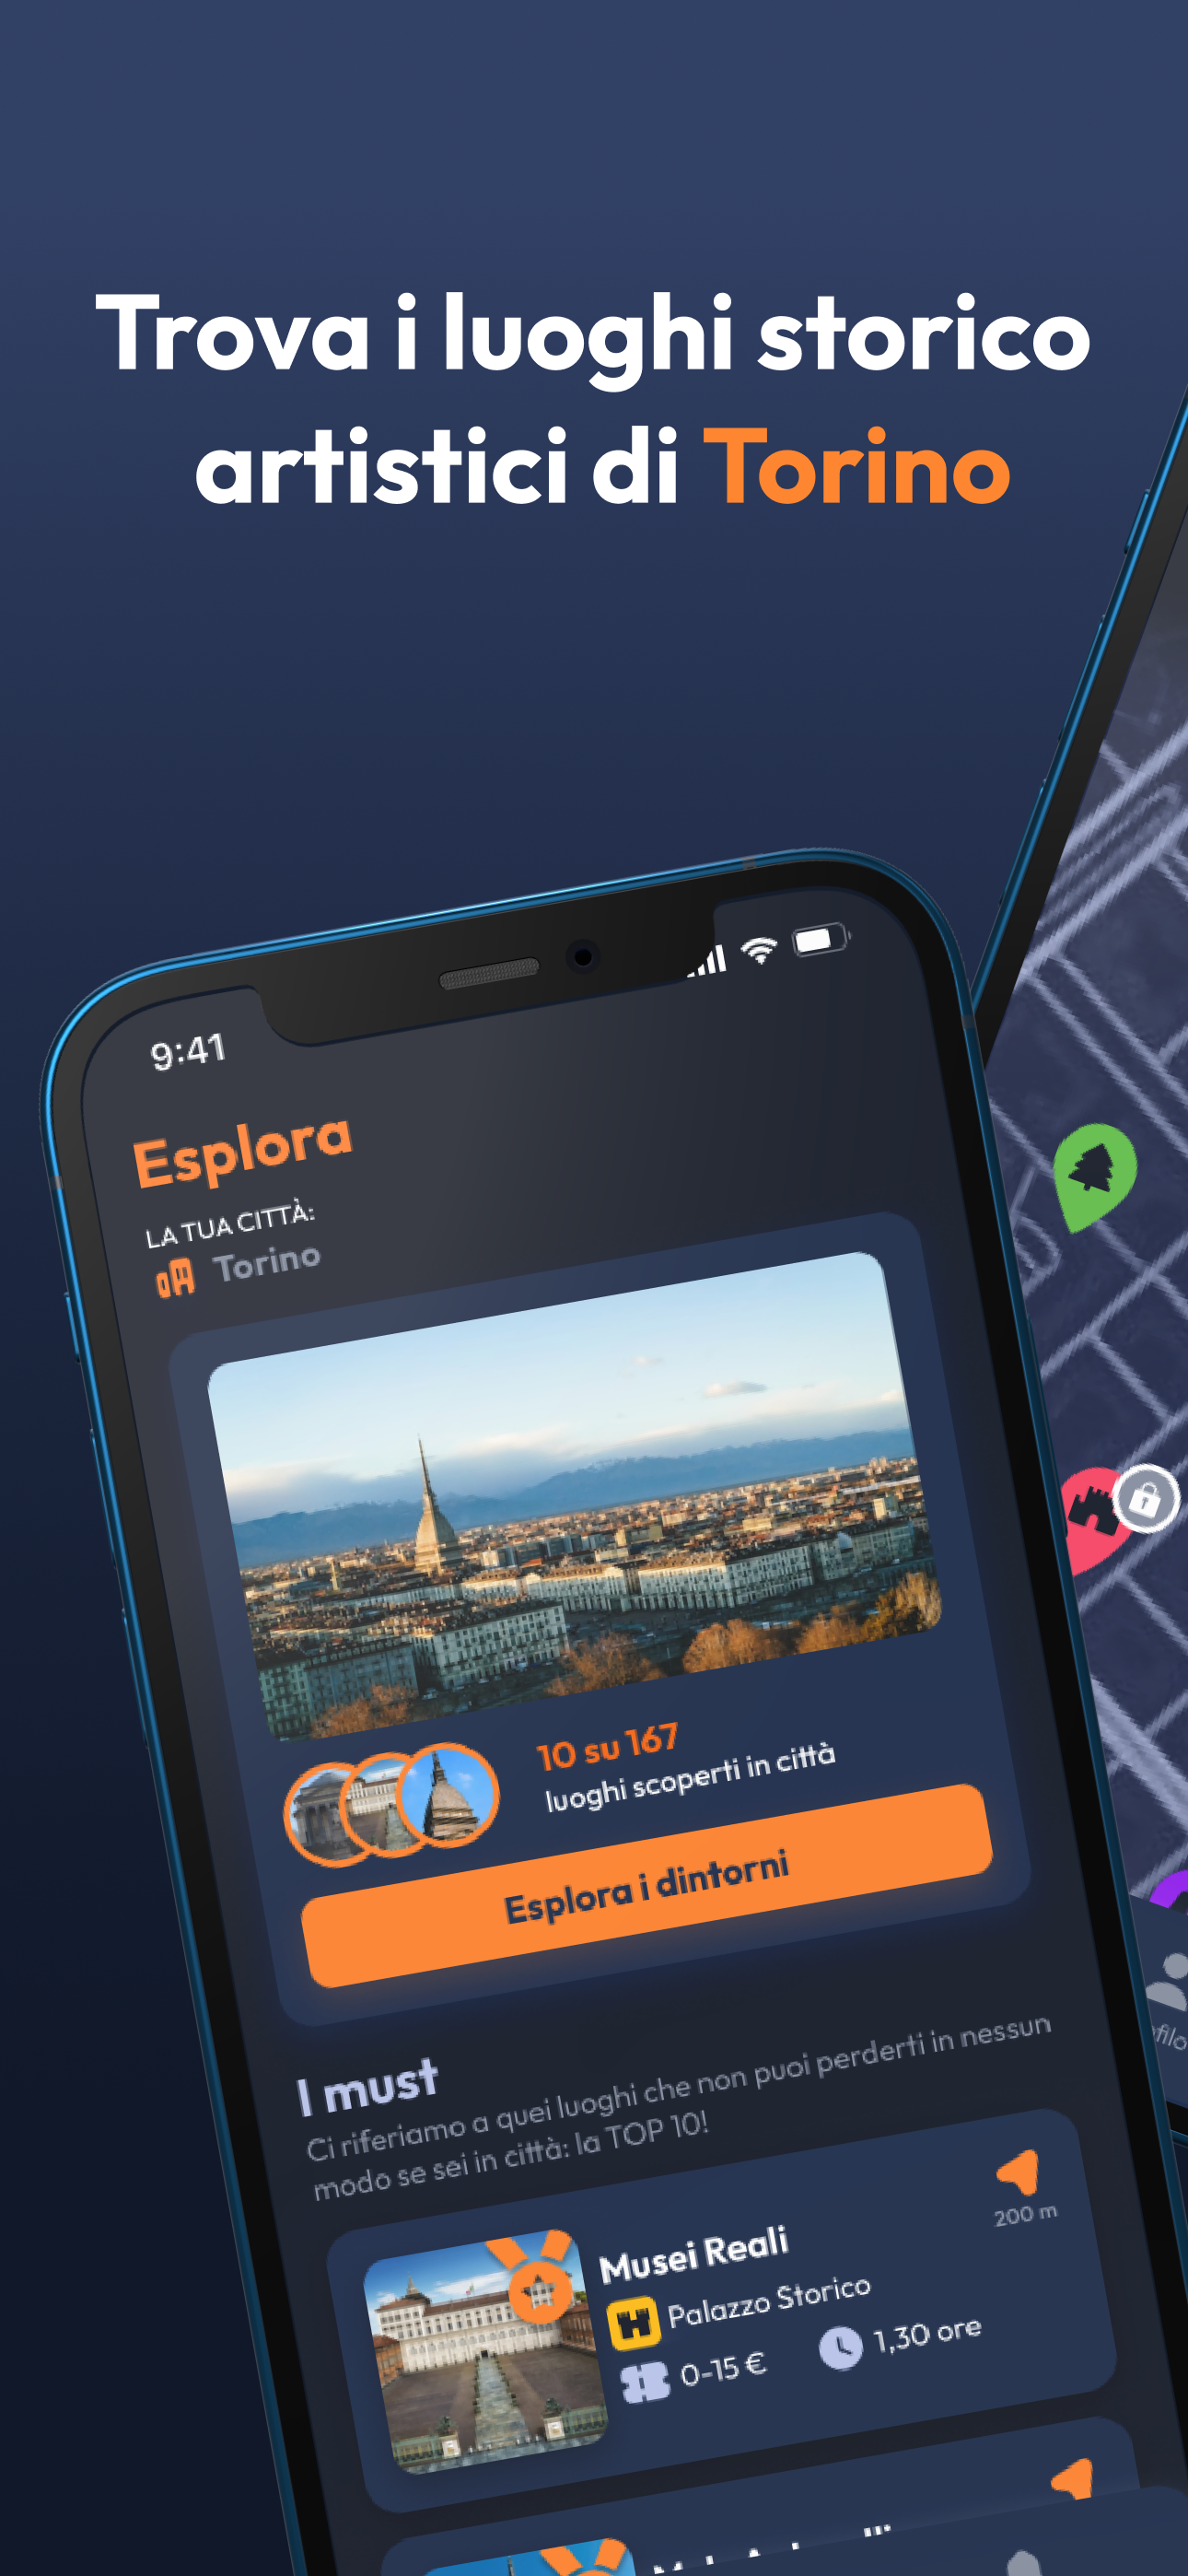 Trova i luoghi storico
artistici di Torino
9:41
Esplora
LA TUA CITTÀ:
Torino
10 su 167
luoghi scoperti in città
Esplora i dintorni
I must
Ci riferiamo a quei luoghi che non puoi perderti in nessun
modo se sei in città: la TOP 10!
200 m
Musei Reali
Palazzo Storico
0-15 €
1,30 ore